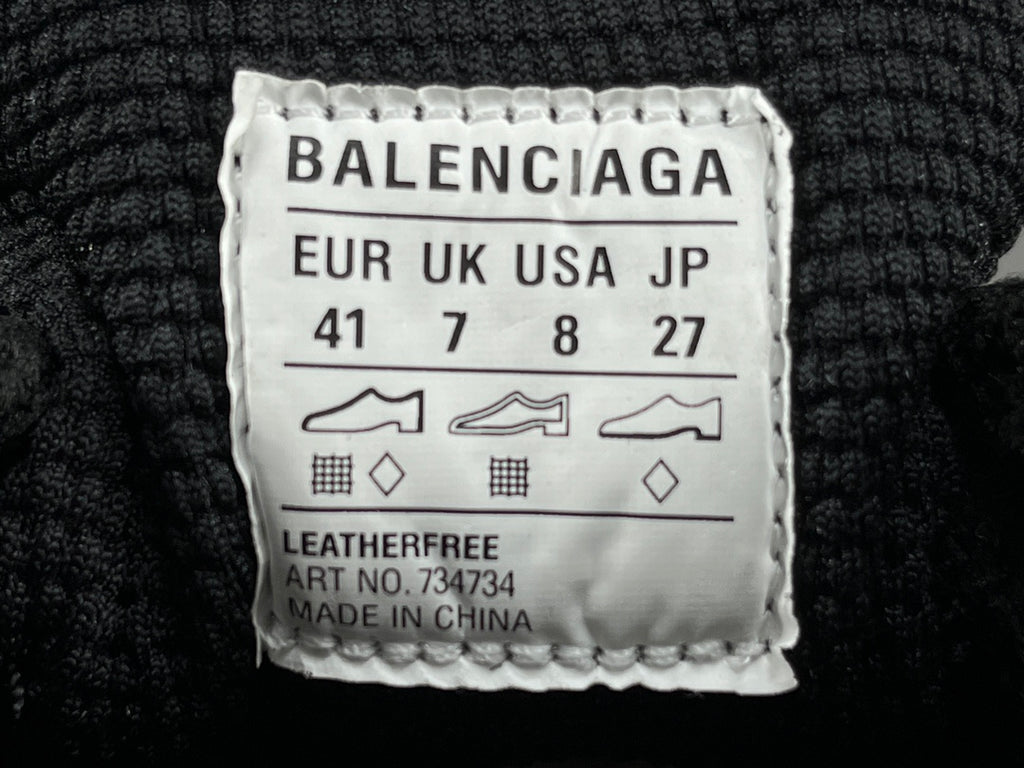 BALENCIAGA
EUR UK USA JP
41 7 8 27
LEATHERFREE
ART NO. 734734
MADE IN CHINA